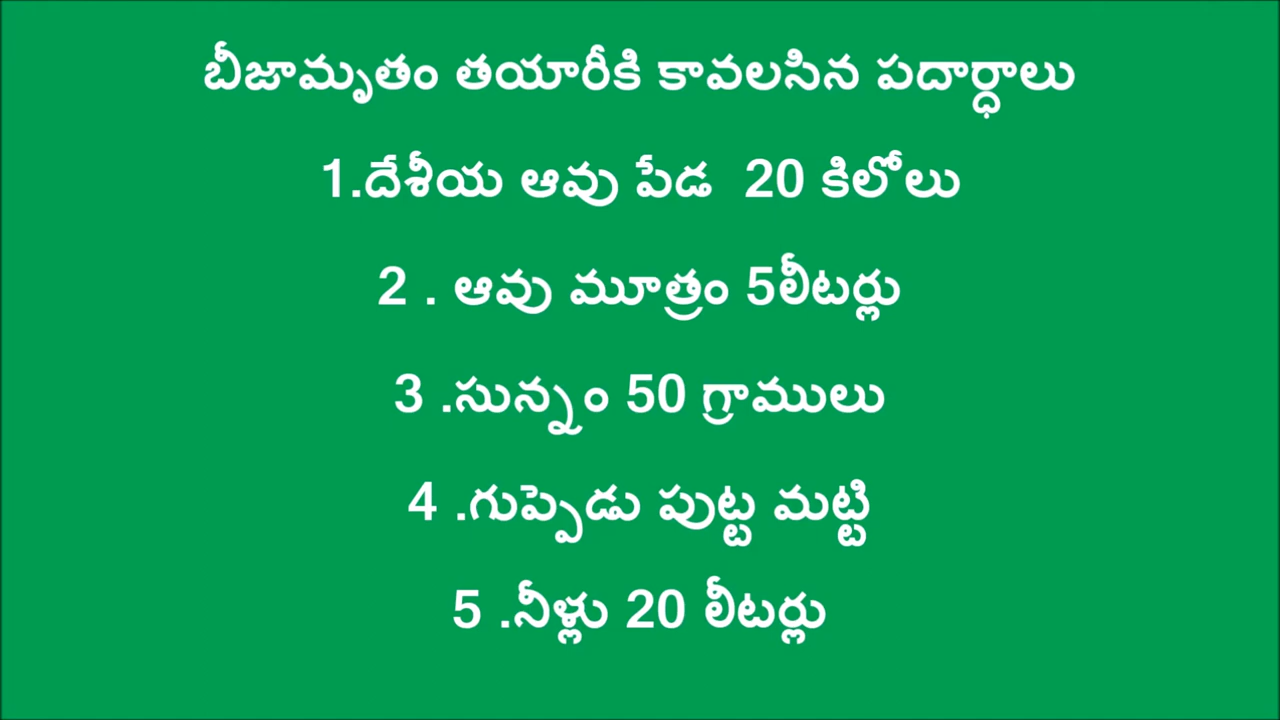 బీజామృతం తయారీకి కావలసిన పదార్ధాలు
1.దేశీయ ఆవు పేడ  20 కిలోలు
2 . ఆవు మూత్రం 5లీటర్లు
3 .సున్నం 50 గ్రాములు
4 .గుప్పెడు పుట్ట మట్టి
5 .నీళ్లు 20 లీటర్లు